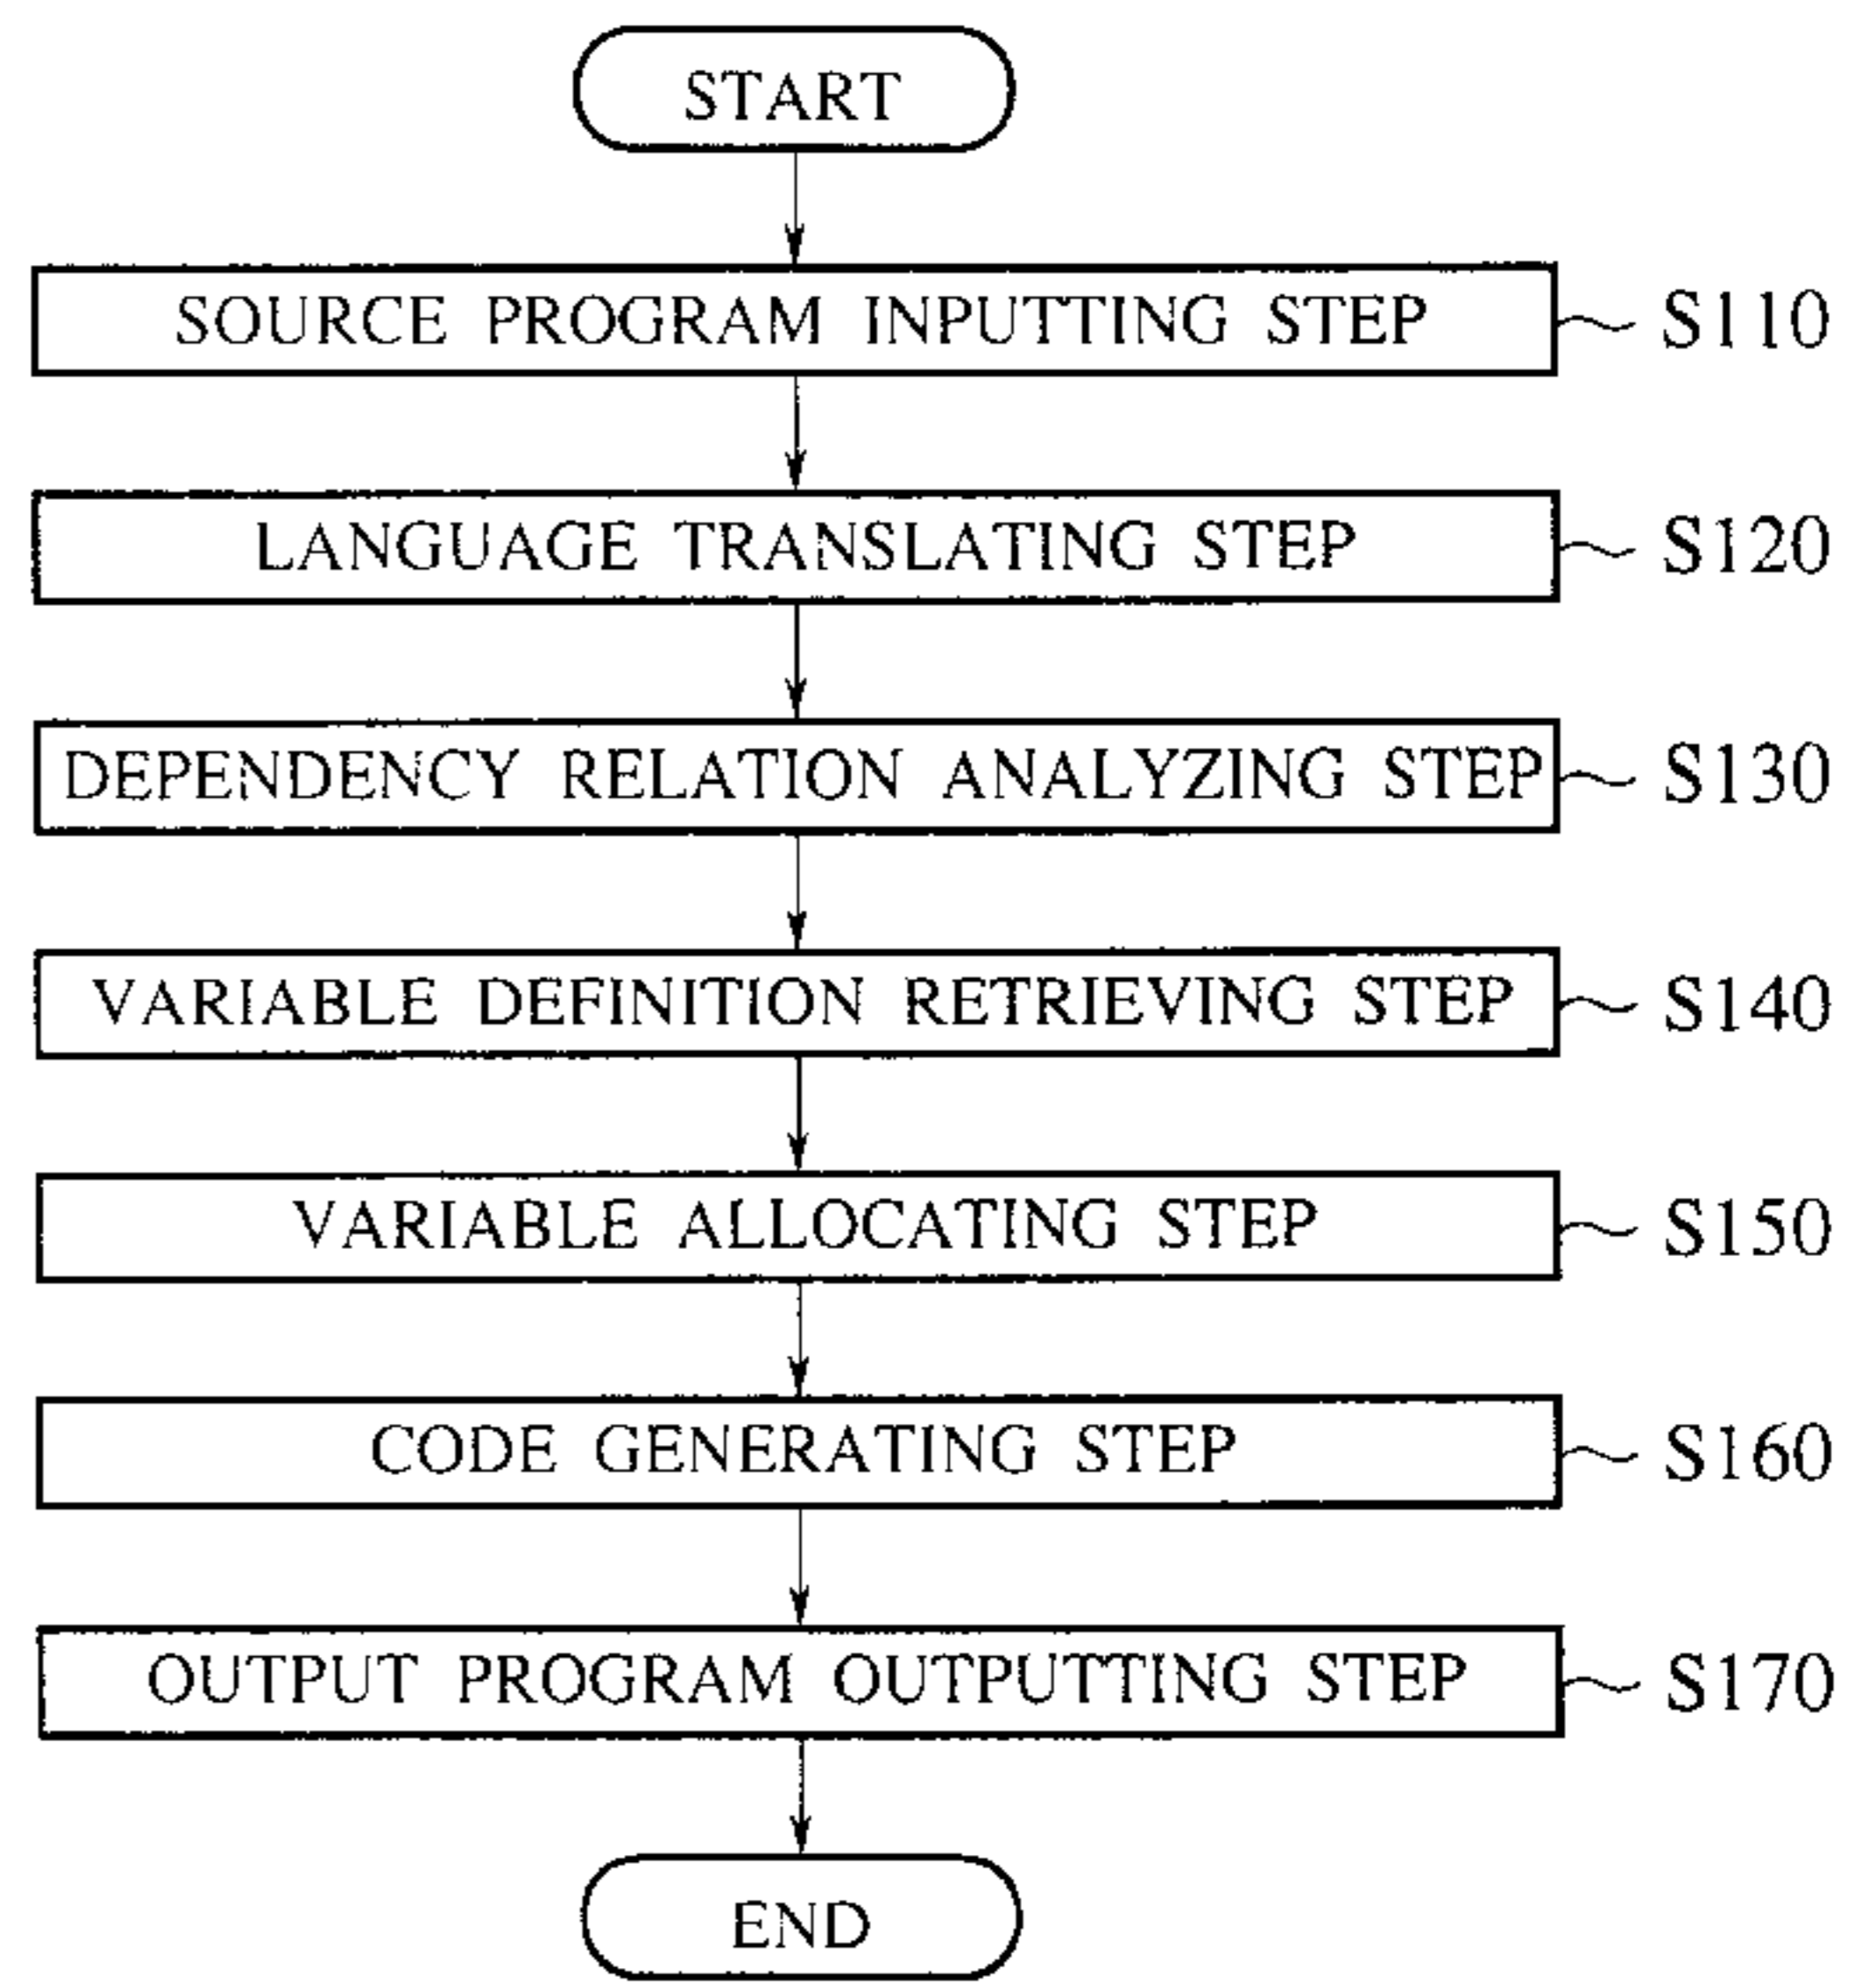 START
SOURCE PROGRAM INPUTTING STEP S110
LANGUAGE TRANSLATING STEP S120
DEPENDENCY RELATION ANALYZING STEP S130
VARIABLE DEFINITION RETRIEVING STEP S140
VARIABLE ALLOCATING STEP S150
CODE GENERATING STEP S160
OUTPUT PROGRAM OUTPUTTING STEP S170
END